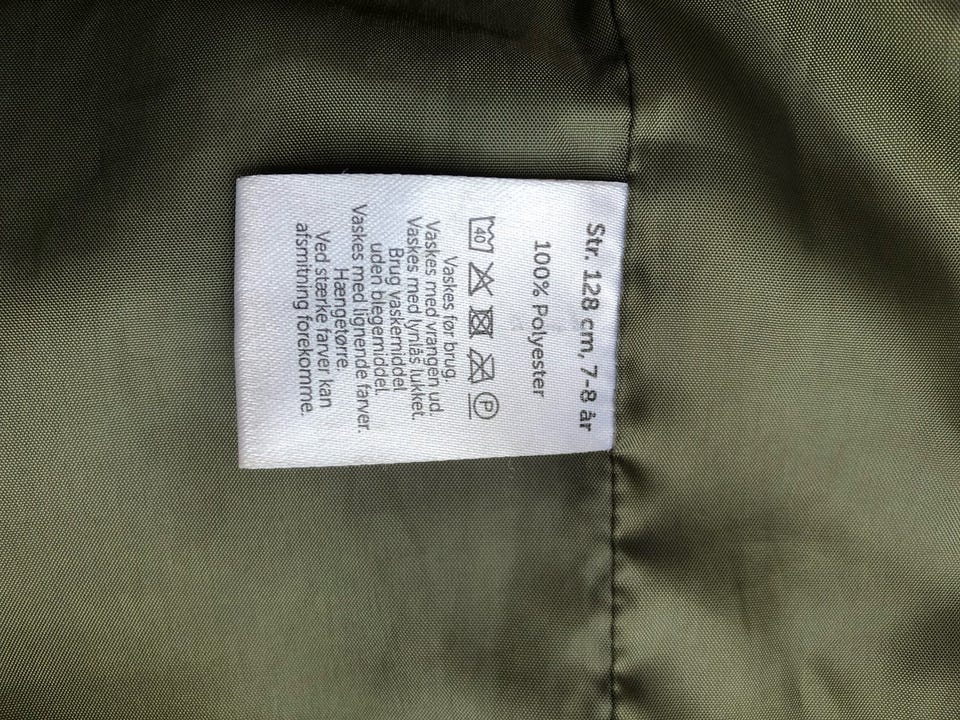 Str. 128 cm, 7-8 år
100% Polyester
40 P
Vaskes før brug.
Vaskes med vrangen ud.
Vaskes med lynlås lukket.
Brug vaskemiddel
uden blegemiddel.
Vaskes med lignende farver.
Hængetørre.
Ved stærke farver kan
afsmitning forekomme.